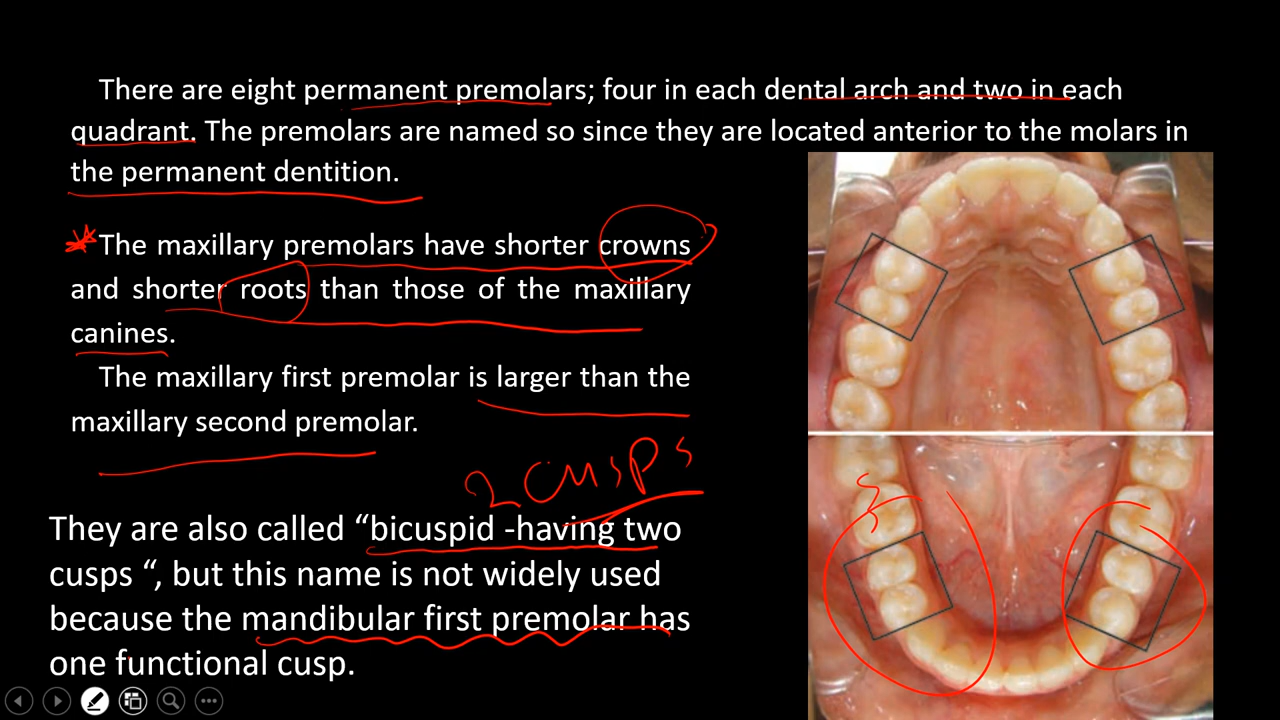 There are eight permanent premolars; four in each dental arch and two in each
quadrant. The premolars are named so since they are located anterior to the molars in
the permanent dentition.
The maxillary premolars have shorter crowns
and shorter roots than those of the maxillary
canines.
The maxillary first premolar is larger than the
maxillary second premolar.
2 cusps
They are also called “bicuspid -having two
cusps “, but this name is not widely used
because the mandibular first premolar has
one functional cusp.